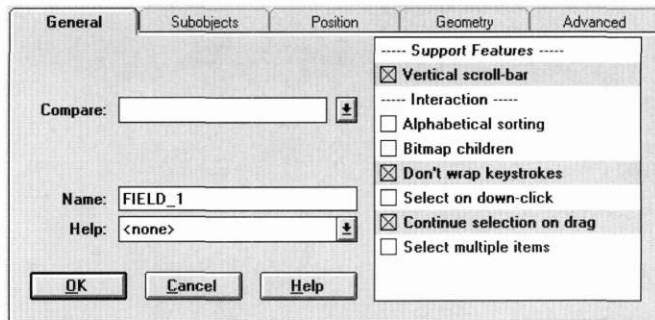 General Subobjects Position Geometry Advanced
Compare:
Name: FIELD_1
Help: <none>
OK Cancel Help
----- Support Features -----
Vertical scroll-bar
----- Interaction -----
Alphabetical sorting
Bitmap children
Don't wrap keystrokes
Select on down-click
Continue selection on drag
Select multiple items